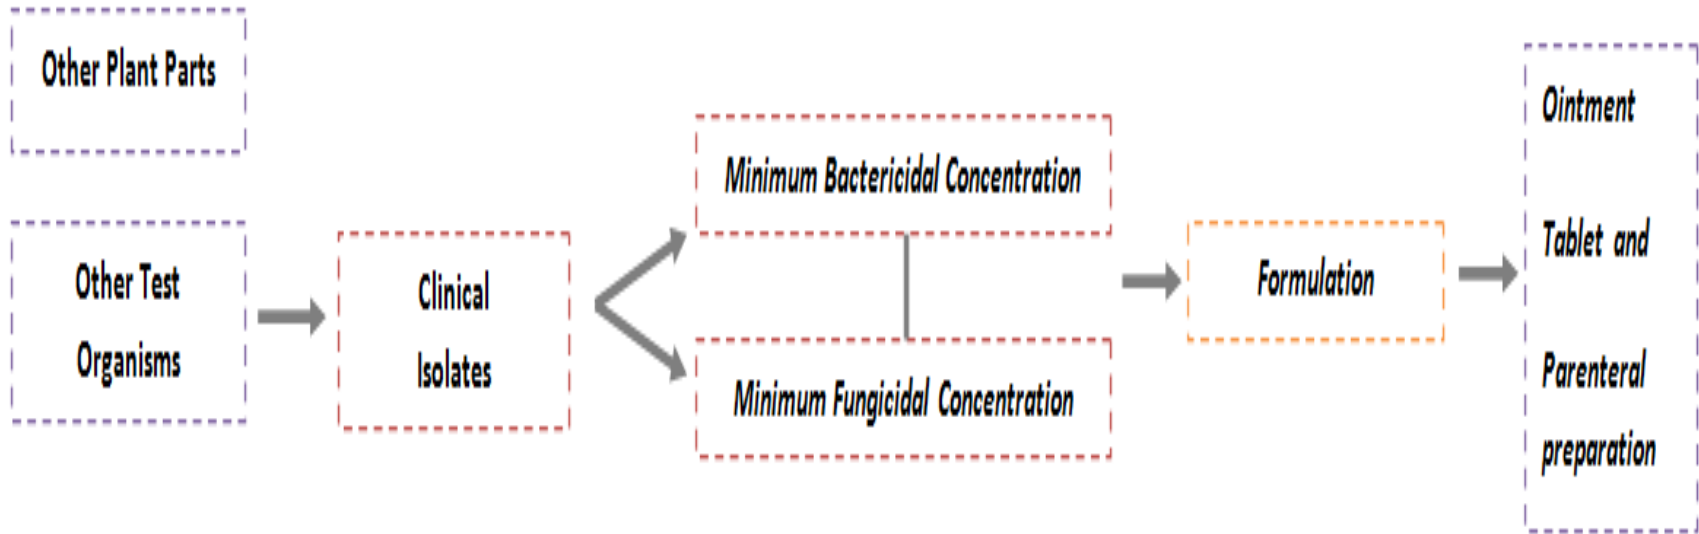 Other Plant Parts
Other Test
Organisms
Clinical
Isolates
Minimum Bactericidal Concentration
Minimum Fungicidal Concentration
Formulation
Ointment
Tablet and
Parenteral
preparation